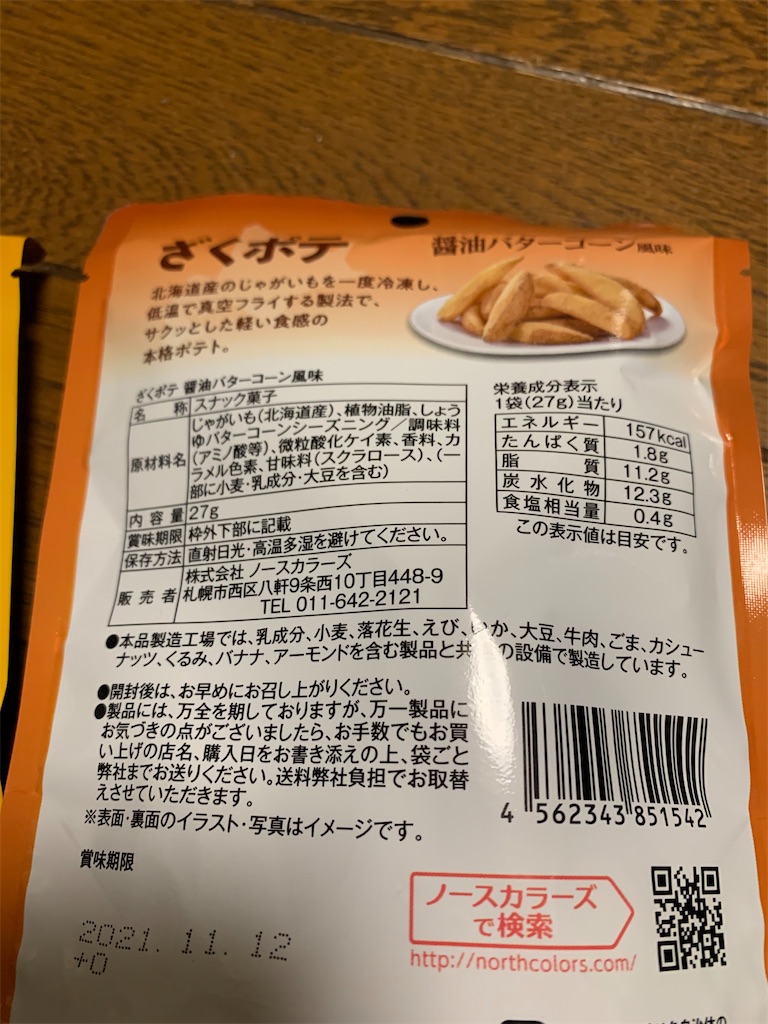 ざくポテ 醤油バターコーン風味
北海道産のじゃがいもを一度冷凍し、
低温で真空フライする製法で、
サクッとした軽い食感の
本格ポテト。
ざくポテ 醤油バターコーン風味
名称 スナック菓子
原材料名 じゃがいも(北海道産)、植物油脂、しょう
ゆバターコーンシーズニング/調味料
(アミノ酸等)、微粒酸化ケイ素、香料、カ
ラメル色素、甘味料(スクラロース)、(一
部に小麦・乳成分・大豆を含む)
内容量 27g
賞味期限 枠外下部に記載
保存方法 直射日光・高温多湿を避けてください。
販売者 株式会社 ノースカラーズ
札幌市西区八軒9条西10丁目448-9
TEL 011-642-2121
栄養成分表示
1袋(27g)当たり
エネルギー 157kcal
たんぱく質 1.8g
脂質 11.2g
炭水化物 12.3g
食塩相当量 0.4g
この表示値は目安です。
●本品製造工場では、乳成分、小麦、落花生、えび、いか、大豆、牛肉、ごま、カシュー
ナッツ、くるみ、バナナ、アーモンドを含む製品と共の設備で製造しています。
●開封後は、お早めにお召し上がりください。
●製品には、万全を期しておりますが、万一製品に
お気づきの点がございましたら、お手数でもお買
い上げの店名、購入日をお書き添えの上、袋ごと
弊社までお送りください。送料弊社負担でお取替
えさせていただきます。
※表面・裏面のイラスト・写真はイメージです。
4 562343 851542
賞味期限
2021. 11. 12
+0
ノースカラーズ
で検索
http://northcolors.com/